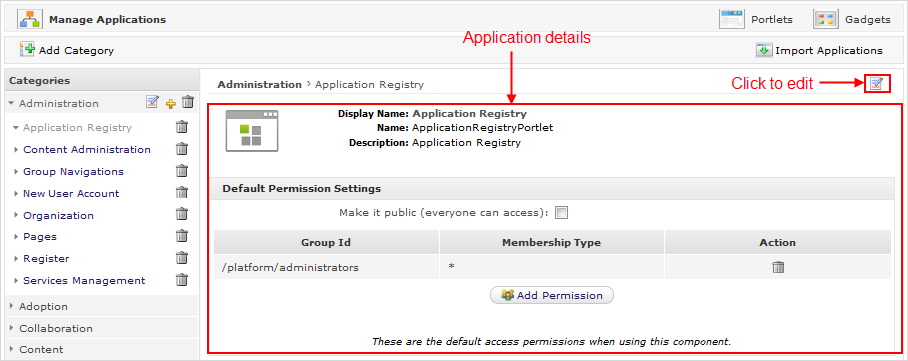 Manage Applications
Portlets
Gadgets
Application details
Add Category
Import Applications
Categories
Administration › Application Registry
Click to edit
Administration
Application Registry
Content Administration
Group Navigations
New User Account
Organization
Pages
Register
Services Management
Adoption
Collaboration
Content
Display Name: Application Registry
Name: ApplicationRegistryPortlet
Description: Application Registry
Default Permission Settings
Make it public (everyone can access):
Group Id Membership Type Action
/platform/administrators *
Add Permission
These are the default access permissions when using this component.